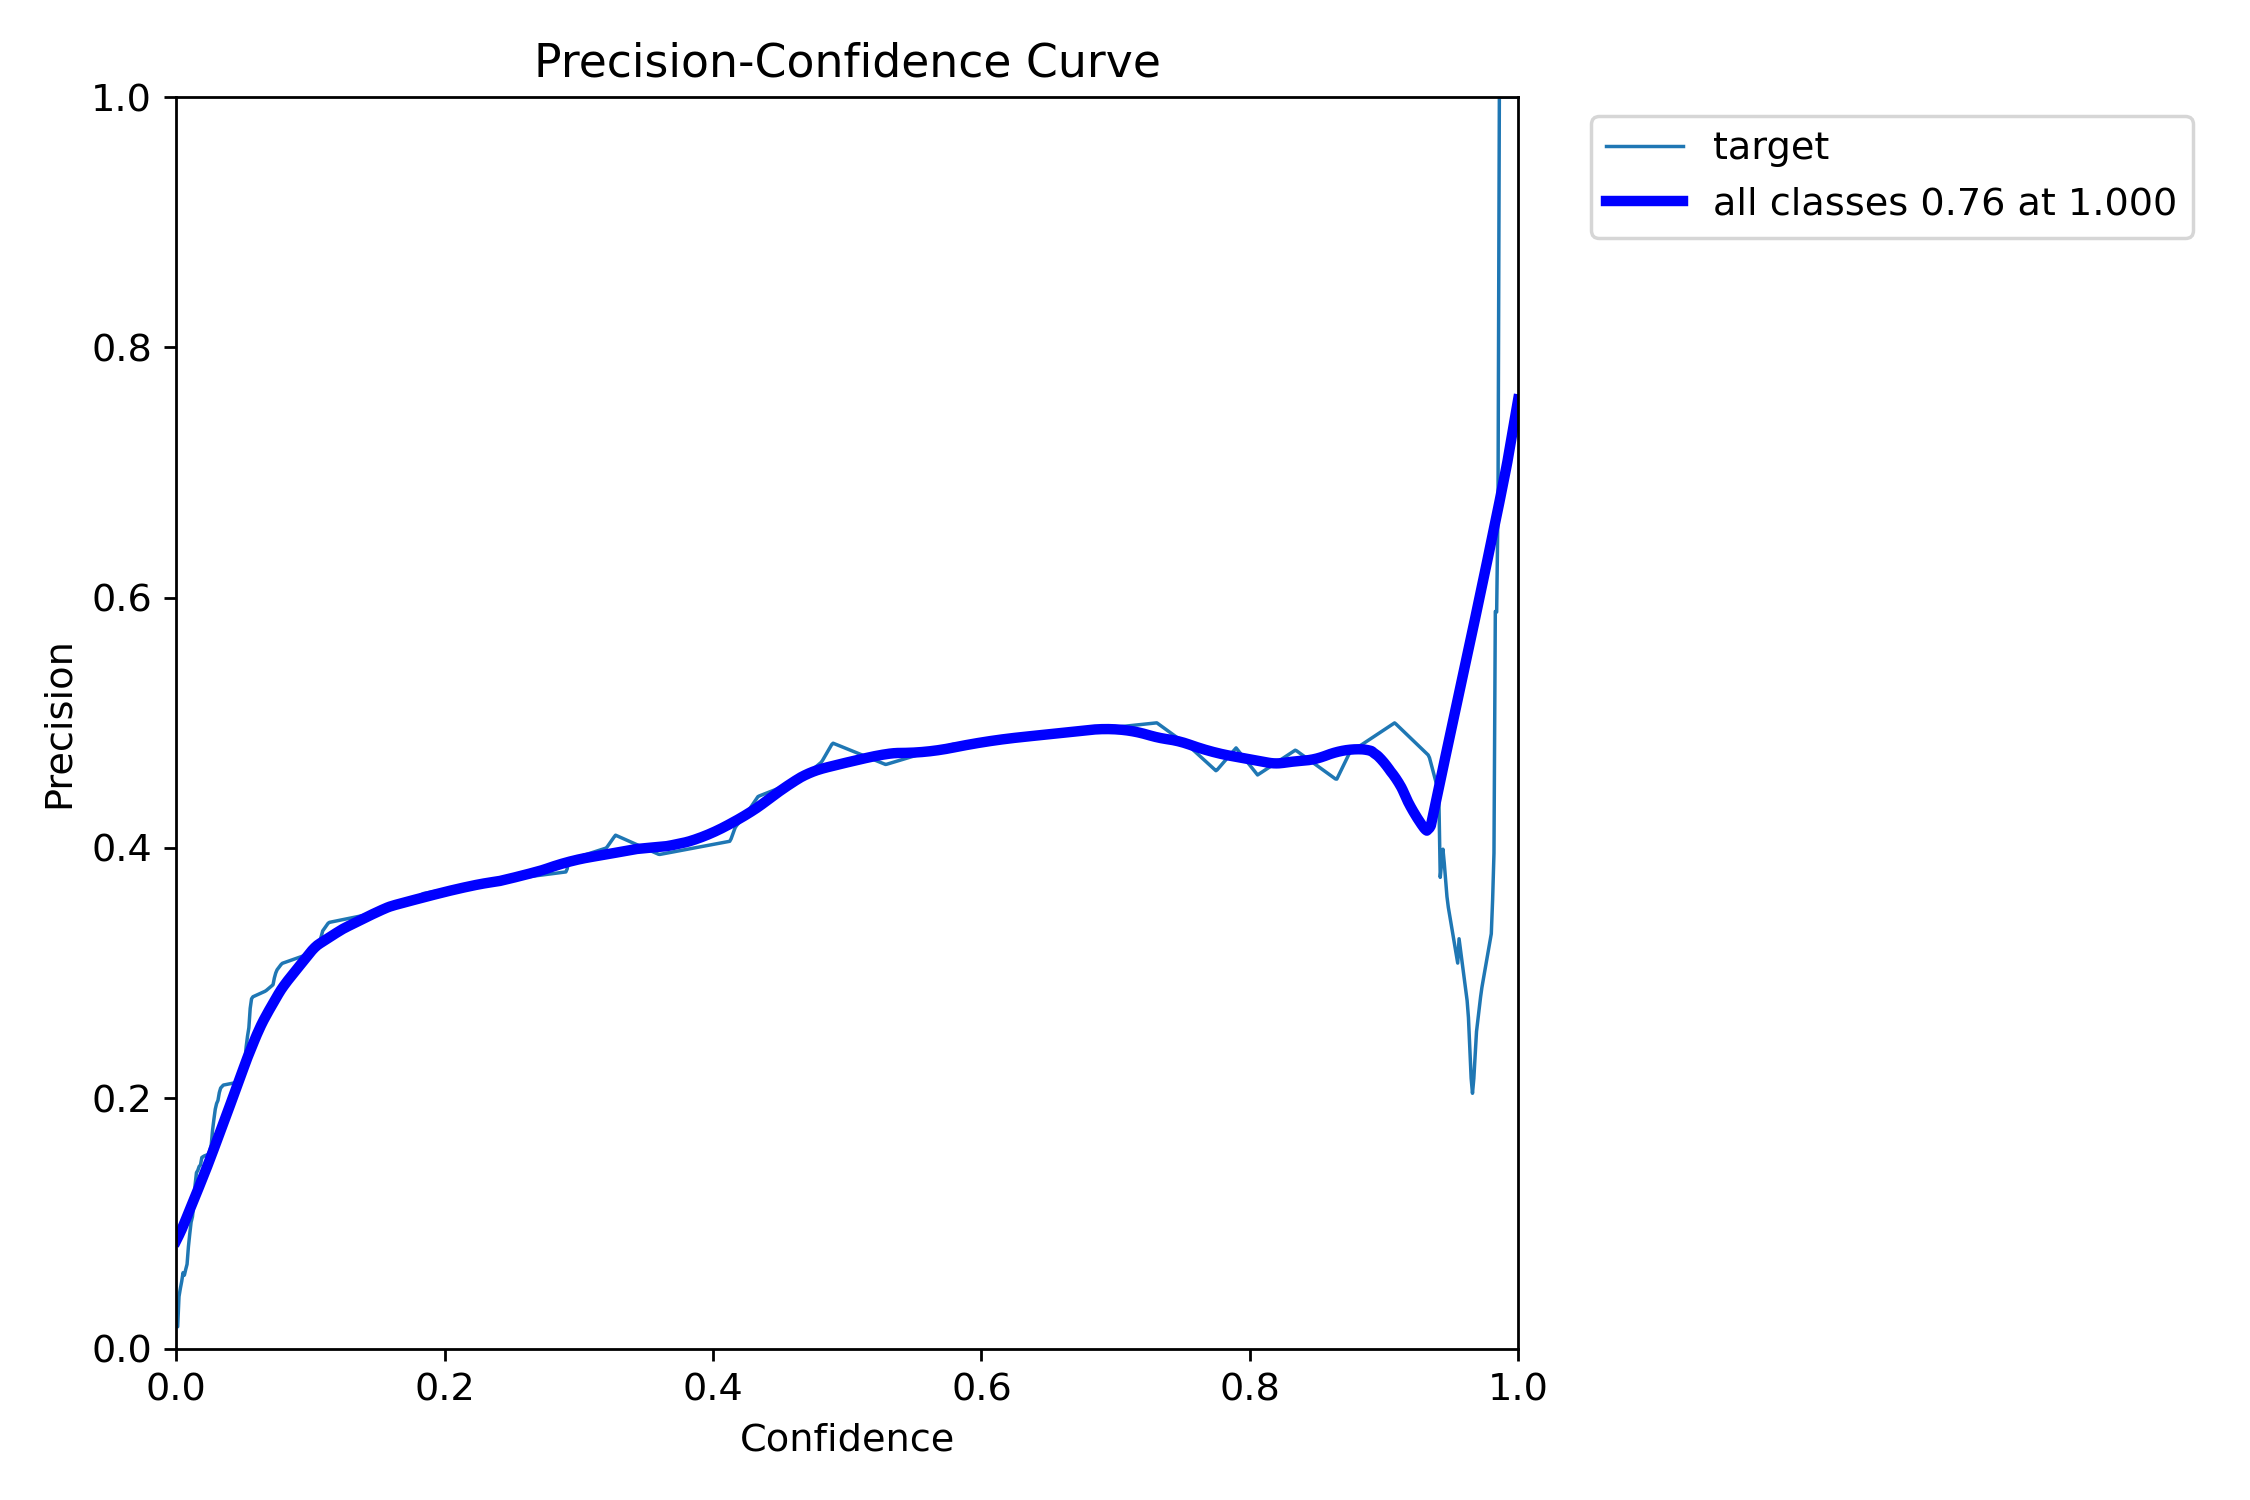 Precision-Confidence Curve
target
all classes 0.76 at 1.000
1.0
0.8
0.6
0.4
0.2
0.0
Precision
0.0 0.2 0.4 0.6 0.8 1.0
Confidence